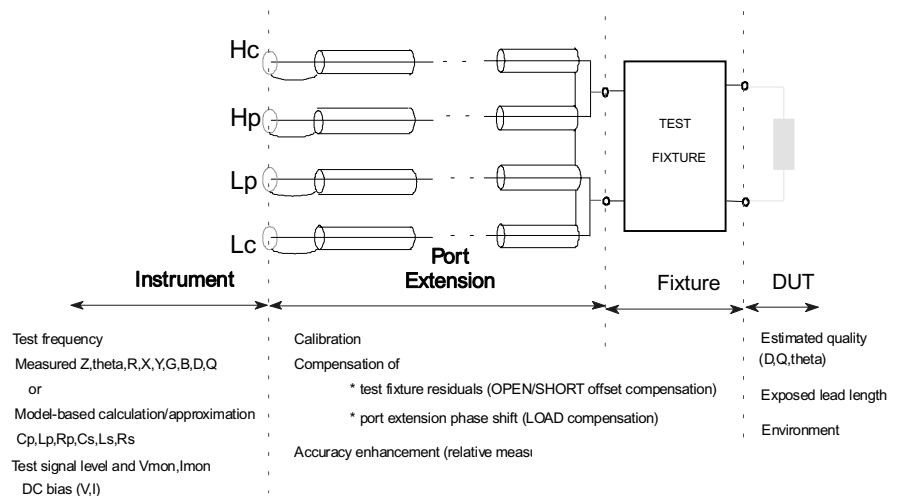 Hc
Hp
Lp
Lc
TEST
FIXTURE
Instrument
Port
Extension
Fixture
DUT
Test frequency
Measured Z,theta,R,X,Y,G,B,D,Q
or
Model-based calculation/approximation
Cp,Lp,Rp,Cs,Ls,Rs
Test signal level and Vmon,Imon
DC bias (V,I)
Calibration
Compensation of
* test fixture residuals (OPEN/SHORT offset compensation)
* port extension phase shift (LOAD compensation)
Accuracy enhancement (relative
Estimated quality
(D,Q,theta)
Exposed lead length
Environment